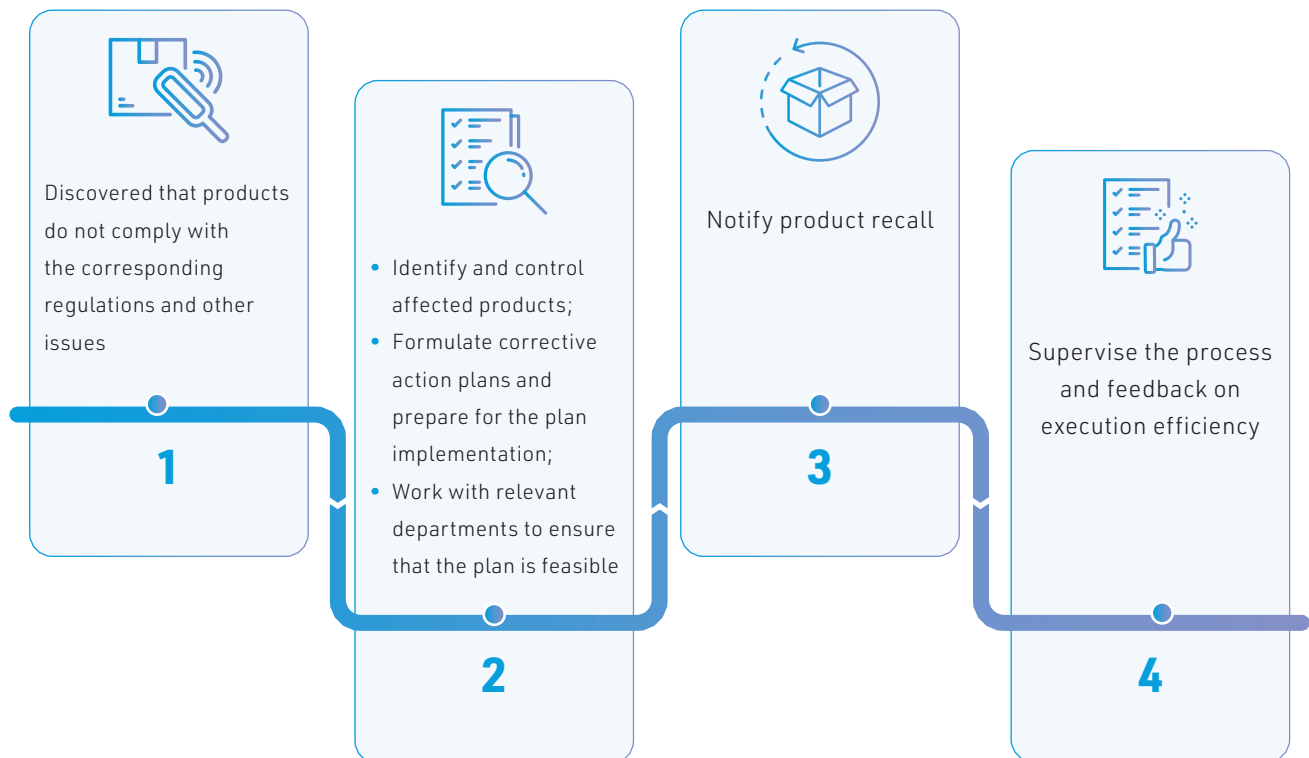 Discovered that products
do not comply with
the corresponding
regulations and other
issues
1
• Identify and control
affected products;
• Formulate corrective
action plans and
prepare for the plan
implementation;
• Work with relevant
departments to ensure
that the plan is feasible
2
Notify product recall
3
Supervise the process
and feedback on
execution efficiency
4